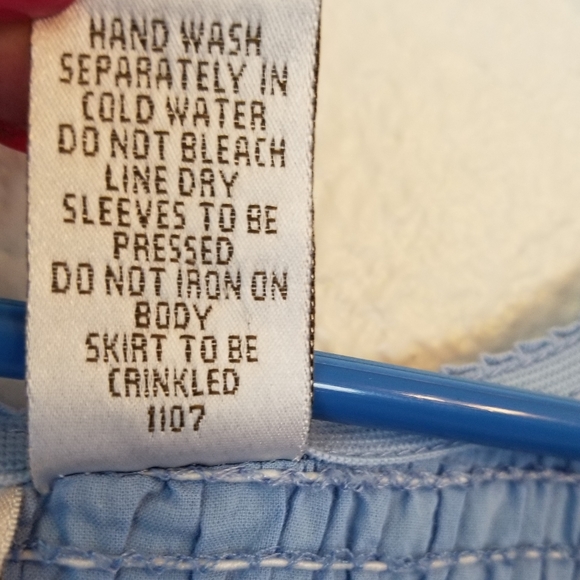 HAND WASH
SEPARATELY IN
COLD WATER
DO NOT BLEACH
LINE DRY
SLEEVES TO BE
PRESSED
DO NOT IRON ON
BODY
SKIRT TO BE
CRINKLED
1107